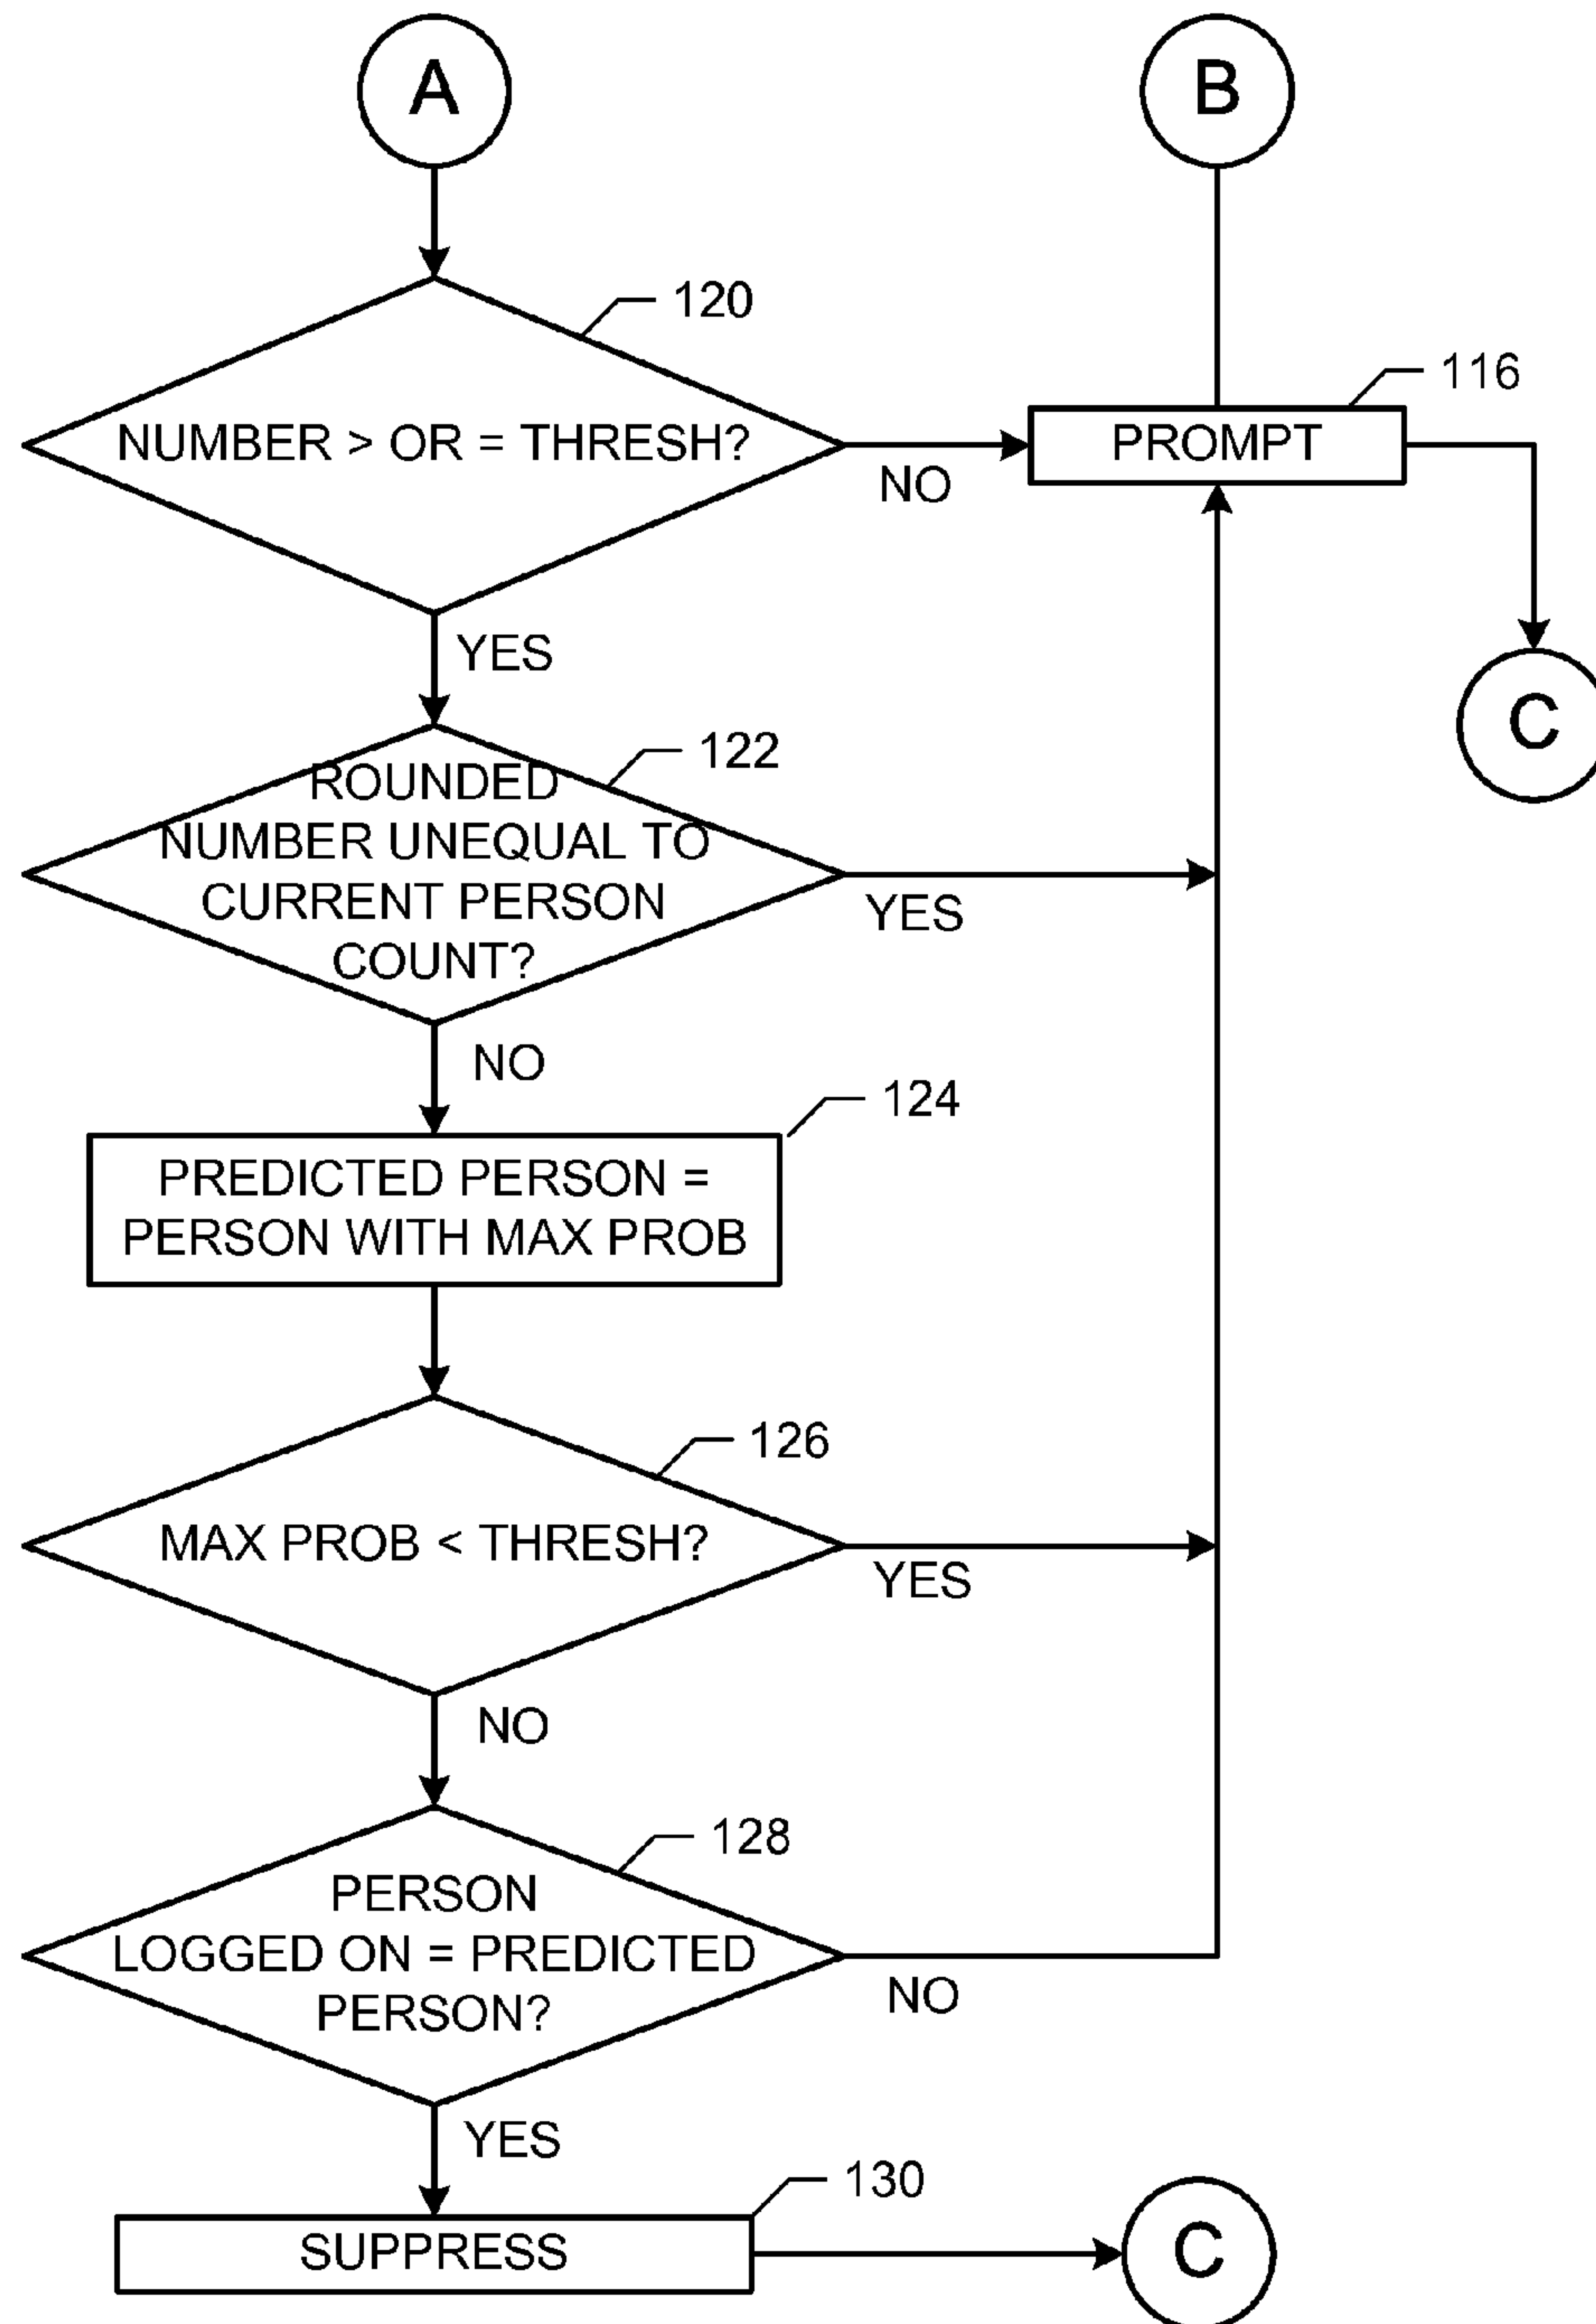 A
B
120
NUMBER > OR = THRESH?
NO
116
PROMPT
C
YES
122
ROUNDED
NUMBER UNEQUAL TO
CURRENT PERSON
COUNT?
YES
NO
124
PREDICTED PERSON =
PERSON WITH MAX PROB
126
MAX PROB < THRESH?
YES
NO
128
PERSON
LOGGED ON = PREDICTED
PERSON?
NO
YES
130
SUPPRESS
C